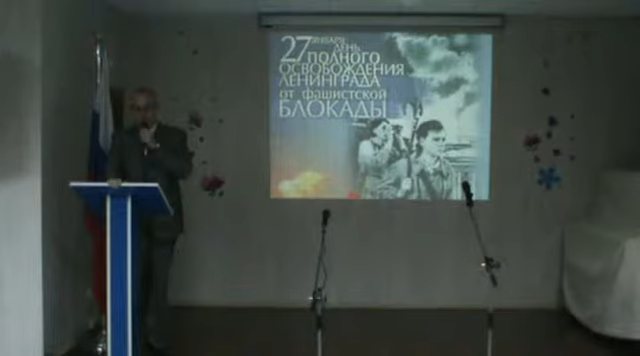 27 ЯНВАРЯ
ДЕНЬ
ПОЛНОГО
ОСВОБОЖДЕНИЯ
ЛЕНИНГРАДА
от фашистской
БЛОКАДЫ